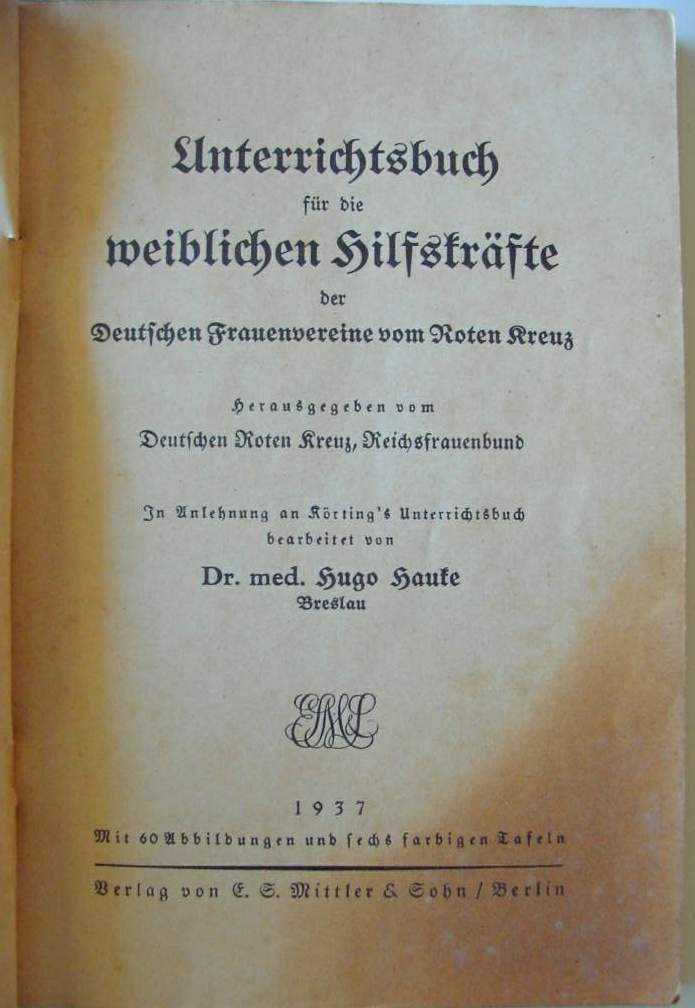 Unterrichtsbuch
für die
weiblichen Hilfskräfte
der
Deutschen Frauenvereine vom Roten Kreuz
Herausgegeben vom
Deutschen Roten Kreuz, Reichsfrauenbund
In Anlehnung an Körting's Unterrichtsbuch
bearbeitet von
Dr. med. Hugo Hauke
Breslau
1937
Mit 60 Abbildungen und sechs farbigen Tafeln
Verlag von E. S. Mittler & Sohn / Berlin